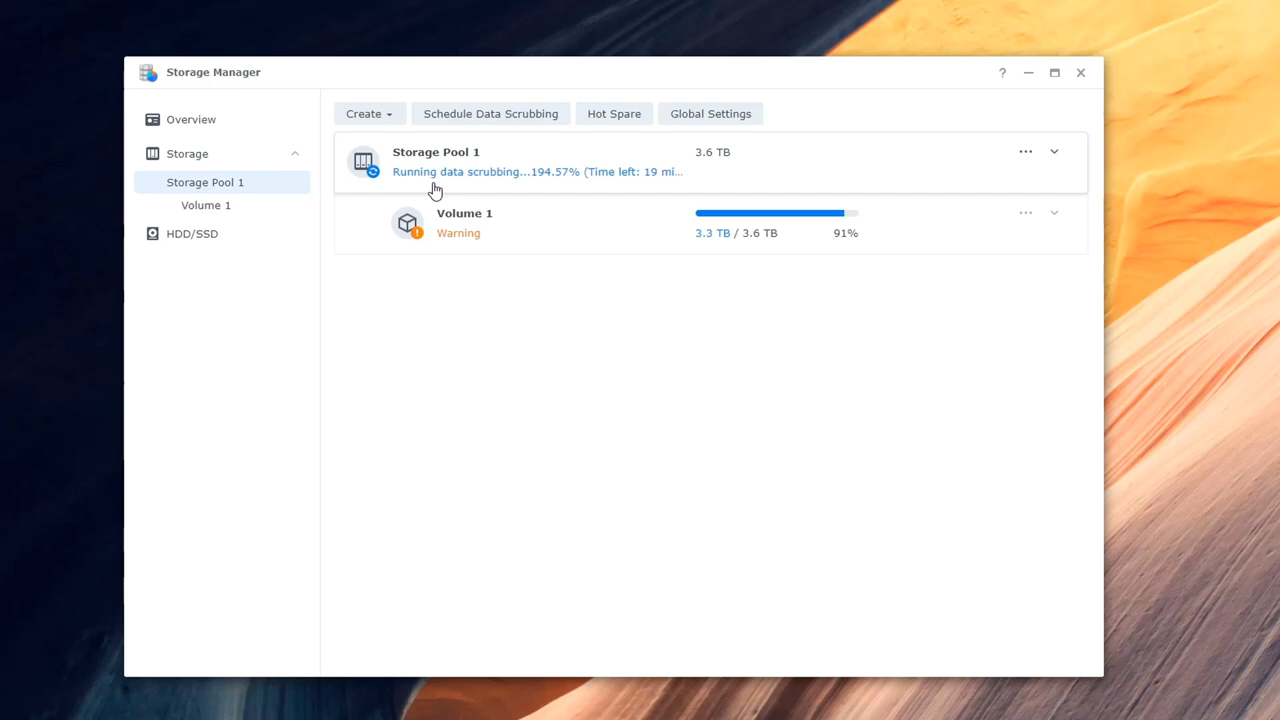 Storage Manager
?
Overview
Storage
Storage Pool 1
Volume 1
HDD/SSD
Create
Schedule Data Scrubbing
Hot Spare
Global Settings
Storage Pool 1
3.6 TB
Running data scrubbing...194.57% (Time left: 19 mi...
Volume 1
Warning
3.3 TB / 3.6 TB
91%